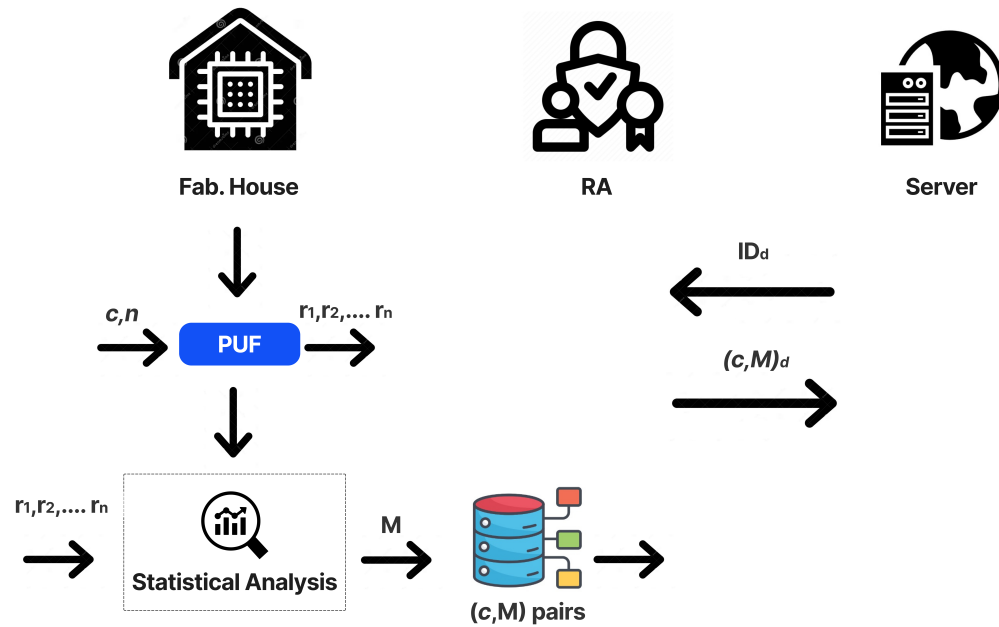 Fab. House
RA
Server
IDd
c,n
r1,r2,.... rn
PUF
(c,M)d
r1,r2,.... rn
M
Statistical Analysis
(c,M) pairs